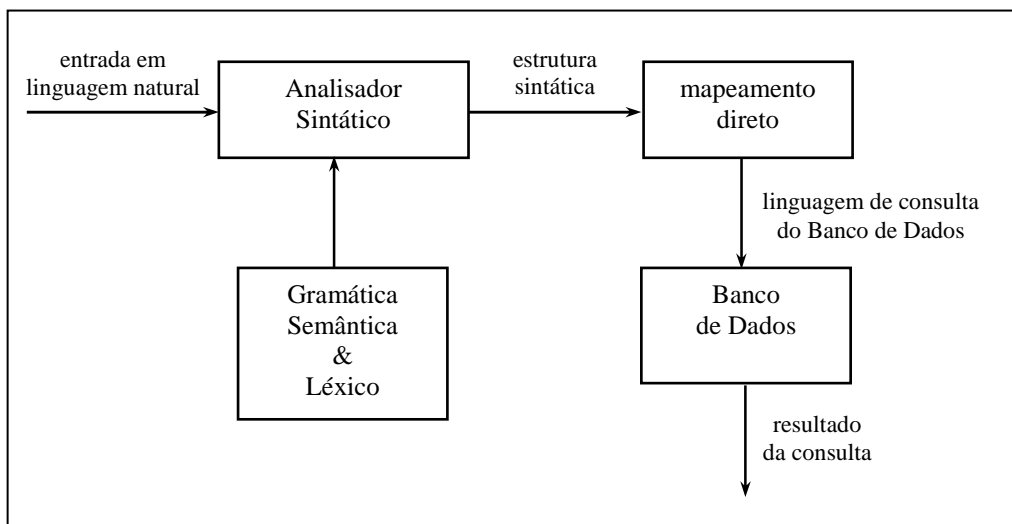 entrada em
linguagem natural
Analisador
Sintático
estrutura
sintática
mapeamento
direto
linguagem de consulta
do Banco de Dados
Gramática
Semântica
&
Léxico
Banco
de Dados
resultado
da consulta